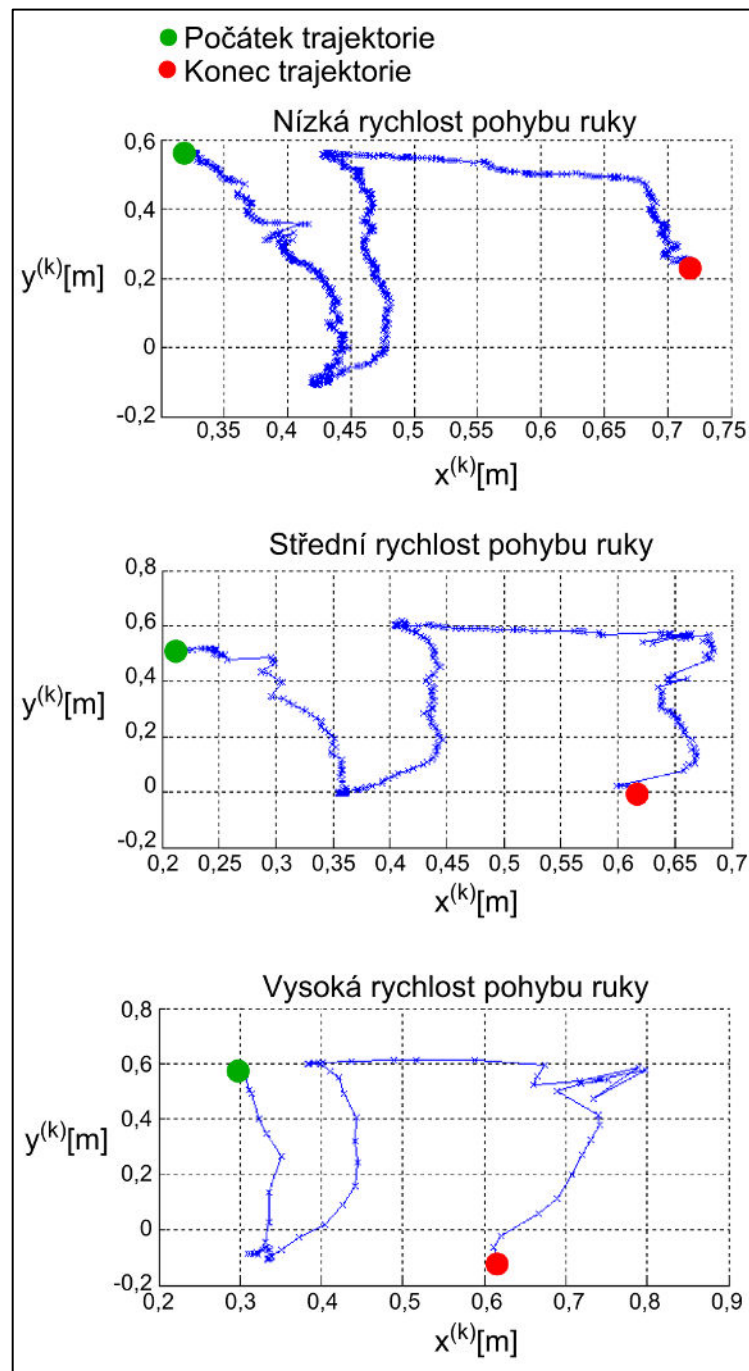 Počátek trajektorie
Konec trajektorie
Nízká rychlost pohybu ruky
0,6
0,4
0,2
0
-0,2
y(k)[m]
0,35 0,4 0,45 0,5 0,55 0,6 0,65 0,7 0,75
x(k)[m]
Střední rychlost pohybu ruky
0,8
0,6
0,4
0,2
0
-0,2
y(k)[m]
0,2 0,25 0,3 0,35 0,4 0,45 0,5 0,55 0,6 0,65 0,7
x(k)[m]
Vysoká rychlost pohybu ruky
0,8
0,6
0,4
0,2
0
-0,2
y(k)[m]
0,2 0,3 0,4 0,5 0,6 0,7 0,8 0,9
x(k)[m]